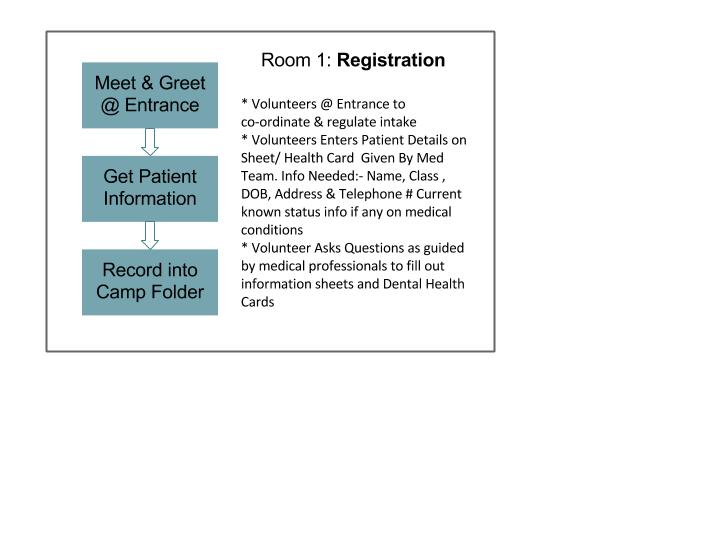 Room 1: Registration
Meet & Greet
@ Entrance
Get Patient
Information
Record into
Camp Folder
* Volunteers @ Entrance to
co-ordinate & regulate intake
* Volunteers Enters Patient Details on
Sheet/ Health Card  Given By Med
Team. Info Needed:- Name, Class ,
DOB, Address & Telephone # Current
known status info if any on medical
conditions
* Volunteer Asks Questions as guided
by medical professionals to fill out
information sheets and Dental Health
Cards